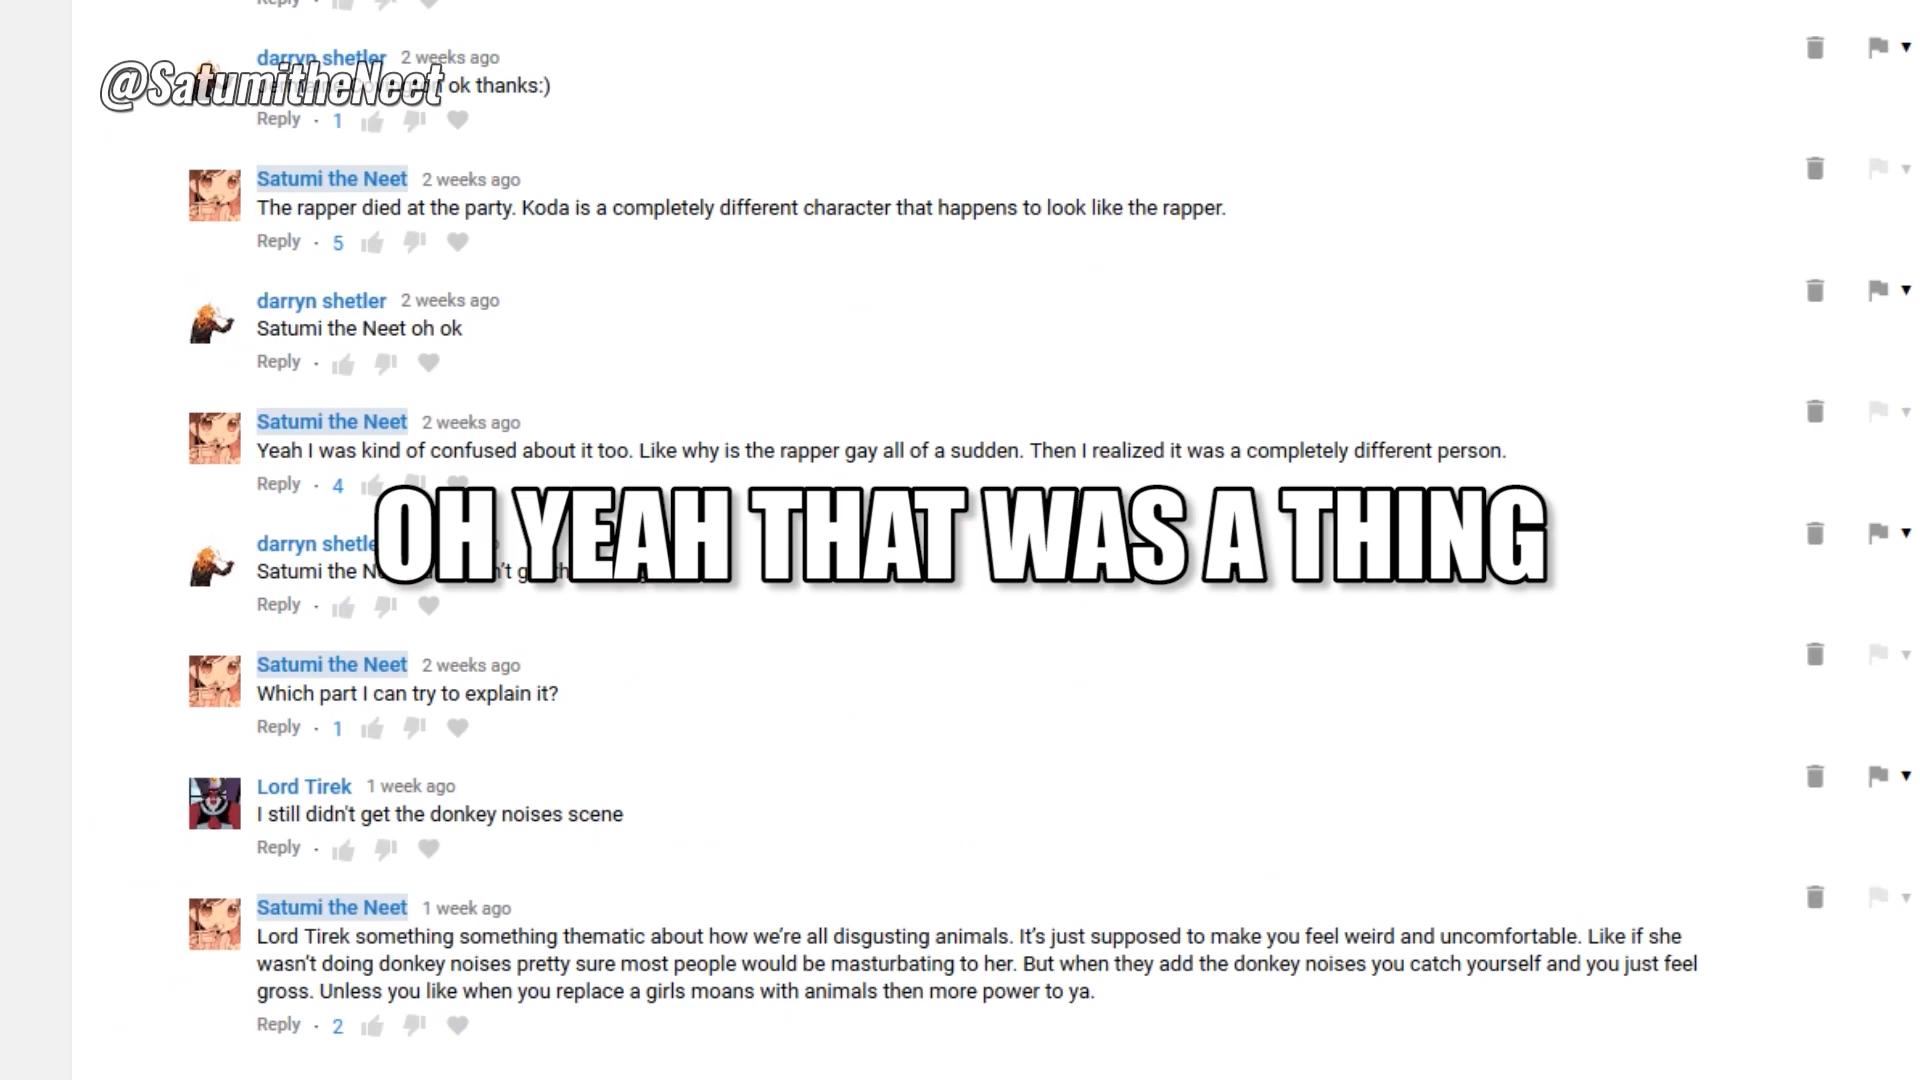 Reply ·
darryn shetler 2 weeks ago
@SatumitheNeet ok thanks:)
Reply · 1
Satumi the Neet 2 weeks ago
The rapper died at the party. Koda is a completely different character that happens to look like the rapper.
Reply · 5
darryn shetler 2 weeks ago
Satumi the Neet oh ok
Reply ·
Satumi the Neet 2 weeks ago
Yeah I was kind of confused about it too. Like why is the rapper gay all of a sudden. Then I realized it was a completely different person.
Reply · 4
OH YEAH THAT WAS A THING
darryn shetle
Satumi the
Reply ·
Satumi the Neet 2 weeks ago
Which part I can try to explain it?
Reply · 1
Lord Tirek 1 week ago
I still didn't get the donkey noises scene
Reply ·
Satumi the Neet 1 week ago
Lord Tirek something something thematic about how we're all disgusting animals. It's just supposed to make you feel weird and uncomfortable. Like if she
wasn't doing donkey noises pretty sure most people would be masturbating to her. But when they add the donkey noises you catch yourself and you just feel
gross. Unless you like when you replace a girls moans with animals then more power to ya.
Reply · 2